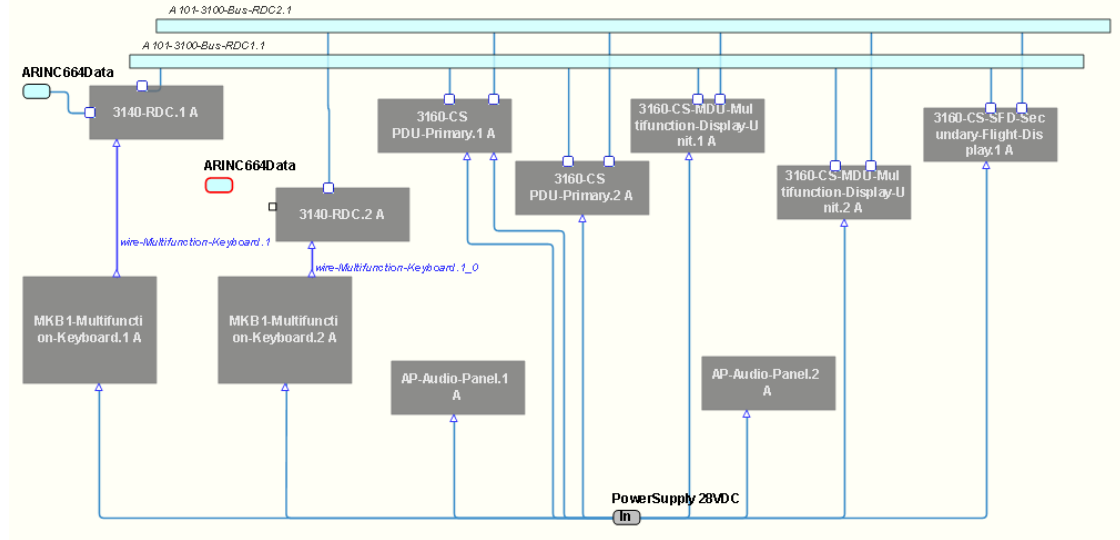 A101-3100-Bus-RDC2.1
A101-3100-Bus-RDC1.1
ARINC664Data
3140-RDC.1 A
3160-CS
PDU-Primary.1 A
3160-CS-MDU-Mul
tifunction-Display-U
nit.1 A
3160-CS-SFD-Sec
undary-Flight-Dis
play.1 A
ARINC664Data
3160-CS
PDU-Primary.2 A
3160-CS-MDU-Mul
tifunction-Display-U
nit.2 A
3140-RDC.2 A
wire-Multifunction-Keyboard.1
wire-Multifunction-Keyboard.1_0
MKB1-Multifuncti
on-Keyboard.1 A
MKB1-Multifuncti
on-Keyboard.2 A
AP-Audio-Panel.1
A
AP-Audio-Panel.2
A
PowerSupply 28VDC
In